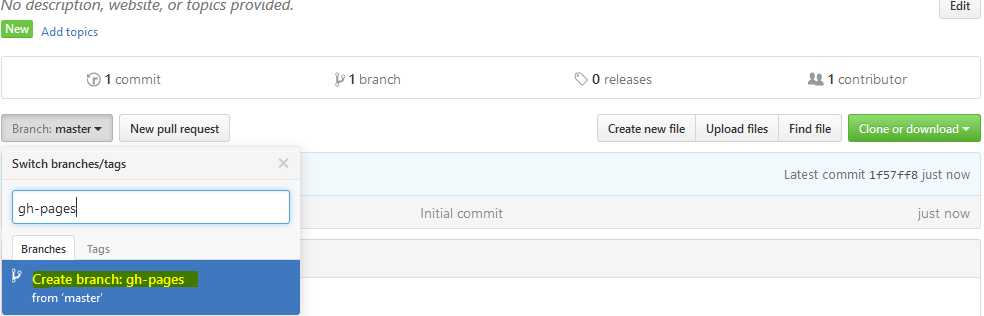 No description, website, or topics provided.
Edit
New Add topics
1 commit 1 branch 0 releases 1 contributor
Branch: master New pull request Create new file Upload files Find file Clone or download
Switch branches/tags ×
Latest commit 1f57ff8 just now
gh-pages
Initial commit just now
Branches Tags
Create branch: gh-pages
from ‘master’